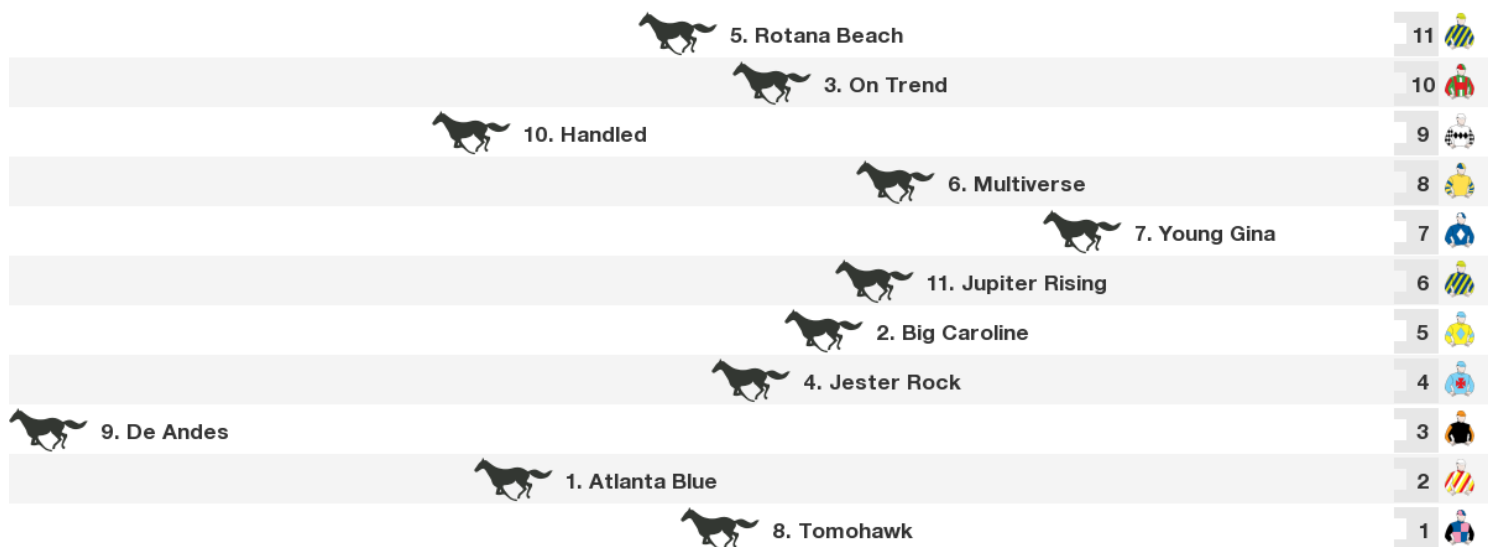 5. Rotana Beach 11
3. On Trend 10
10. Handled 9
6. Multiverse 8
7. Young Gina 7
11. Jupiter Rising 6
2. Big Caroline 5
4. Jester Rock 4
9. De Andes 3
1. Atlanta Blue 2
8. Tomohawk 1